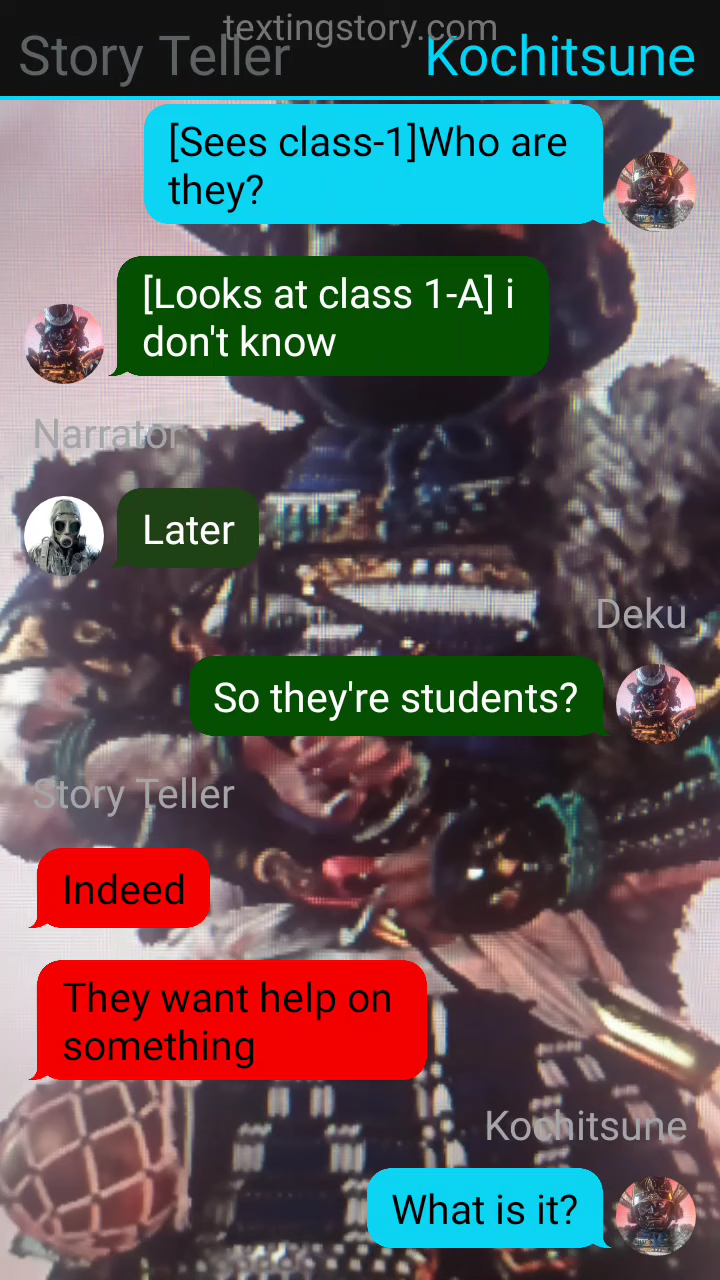 textingstory.com
Story Teller Kochitsune
[Sees class-1]Who are
they?
[Looks at class 1-A] i
don't know
Narrator
Later
Deku
So they're students?
Story Teller
Indeed
They want help on
something
Kochitsune
What is it?